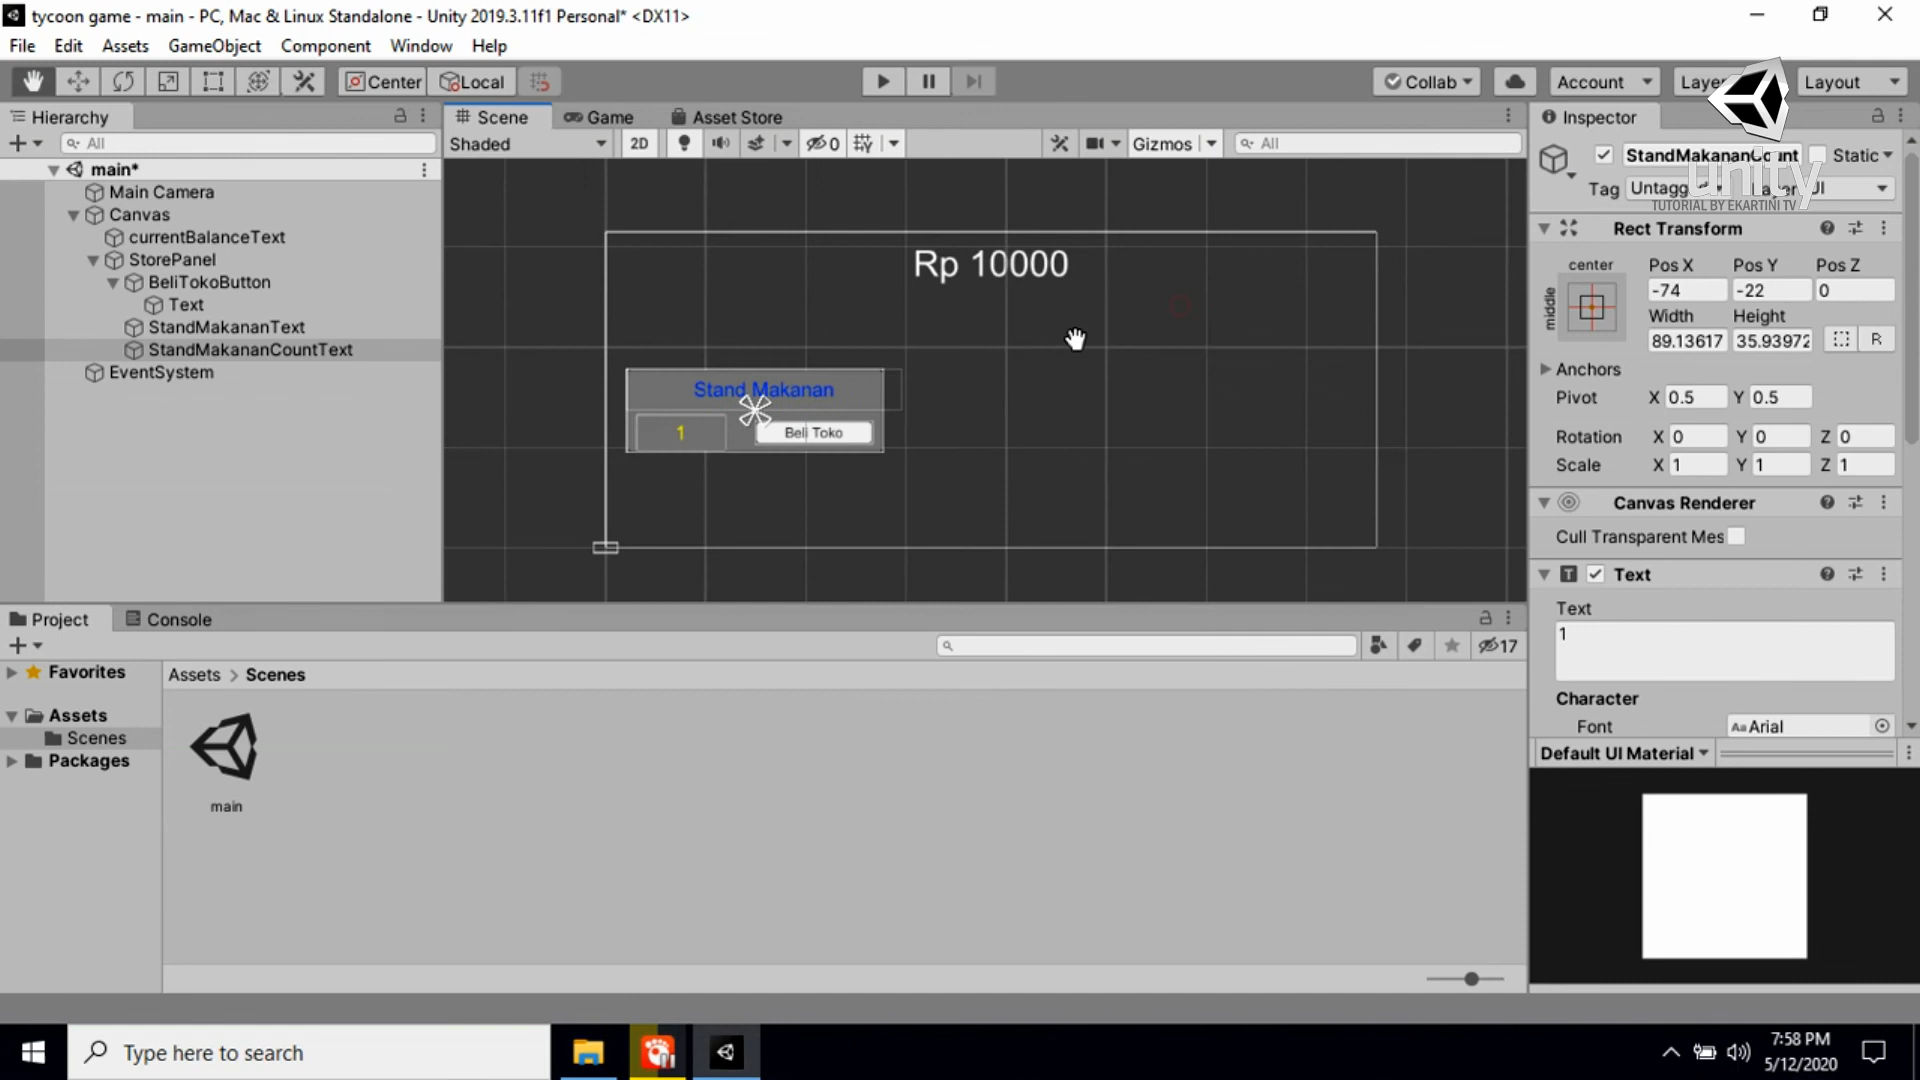 tycoon game - main - PC, Mac & Linux Standalone - Unity 2019.3.11f1 Personal* <DX11>
File Edit Assets GameObject Component Window Help
Center Local Collab Account Layout
Hierarchy
All
main*
Main Camera
Canvas
currentBalanceText
StorePanel
BeliTokoButton
Text
StandMakananText
StandMakananCountText
EventSystem
Scene Game Asset Store
Shaded 2D 0 Gizmos All
Rp 10000
Stand Makanan
1 Beli Toko
Inspector
StandMakananCount Static
unity
Tag
TUTORIAL BY EKARTINI TV
Rect Transform
center Pos X Pos Y Pos Z
middle -74 -22 0
Width Height
89.13617 35.93972 R
Anchors
Pivot X 0.5 Y 0.5
Rotation X 0 Y 0 Z 0
Scale X 1 Y 1 Z 1
Canvas Renderer
Cull Transparent Mes
T Text
Text
1
Character
Font Aa Arial
Default UI Material
Project Console
17
Favorites
Assets
Scenes
Packages
Assets > Scenes
main
Type here to search
7:58 PM
5/12/2020